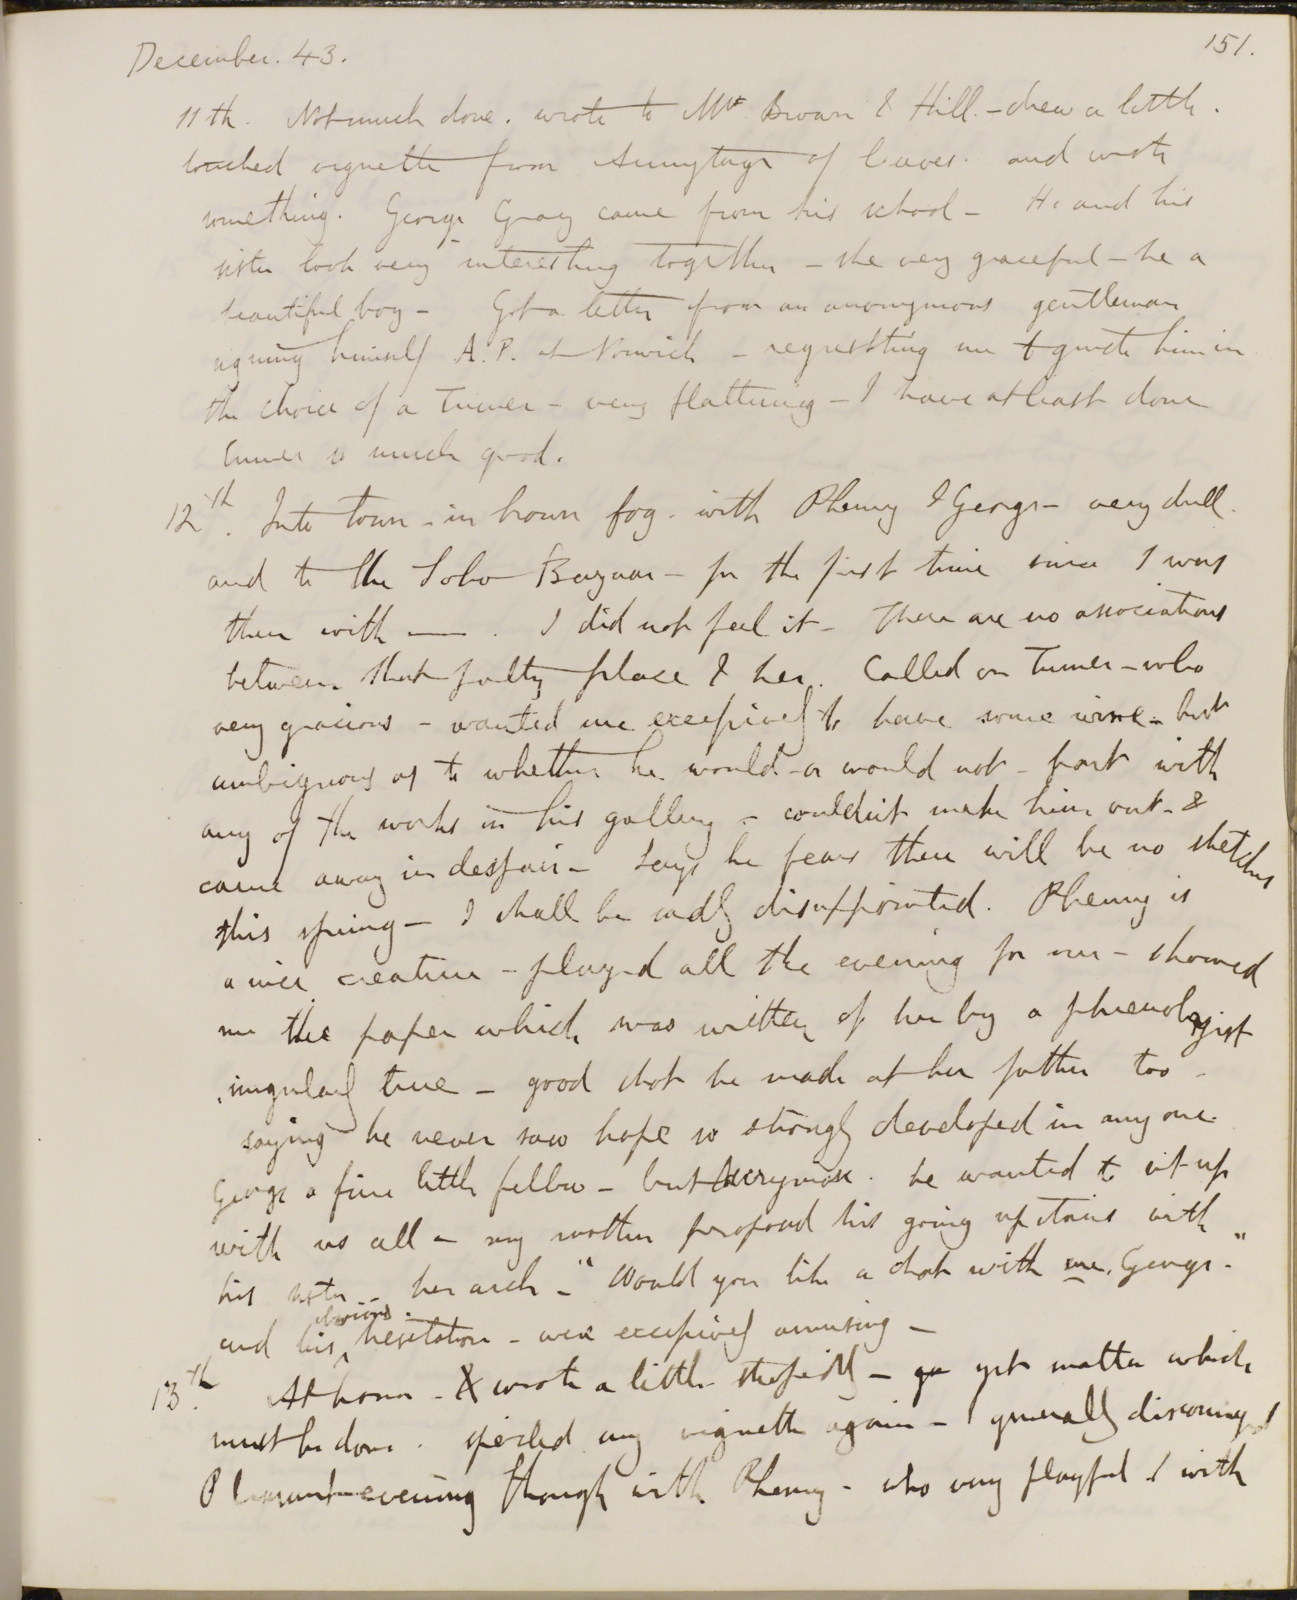 December. 43.
151.
11th. Not much done. wrote to Mr Brown & Hill. - drew a little.
touched vignette from Armytage of leaves. and wrote
something. George Gray came from his school - He and his
sister look very interesting together - she very graceful - he a
beautiful boy - Got a letter from an anonymous gentleman
signing himself A.P. at Norwich - requesting me to guide him in
the choice of a Turner - very flattering - I have at least done
Turner so much good.
12th. Into town - in brown fog. with Phemy & George - very dull.
and to the Soho Bazaar - for the first time since I was
there with —— . I did not feel it - There are no associations
between that paltry place & her. Called on Turner - who
very gracious - wanted me excessively to have some wine - but
ambiguous as to whether he would - or would not - part with
any of the works in his gallery - couldn't make him out - &
came away in despair - Says he fears there will be no sketches
this spring - I shall be sadly disappointed. Phemy is
a nice creature - played all the evening for me - showed
me the paper which was written of her by a phrenologist
singularly true - good shot he made at her father too -
saying he never saw hope so strongly developed in any one.
George a fine little fellow - but he wanted to sit up
with us all - my mother proposed his going upstairs with
his sister - her arch - "Would you like a chat with me, George -"
and his obvious hesitation - were excessively amusing -
13th. At home - wrote a little stupidly - yet matter which
must be done. spoiled my vignette again - generally discouraged
Pleasant evening though with Phemy - who very playful & with